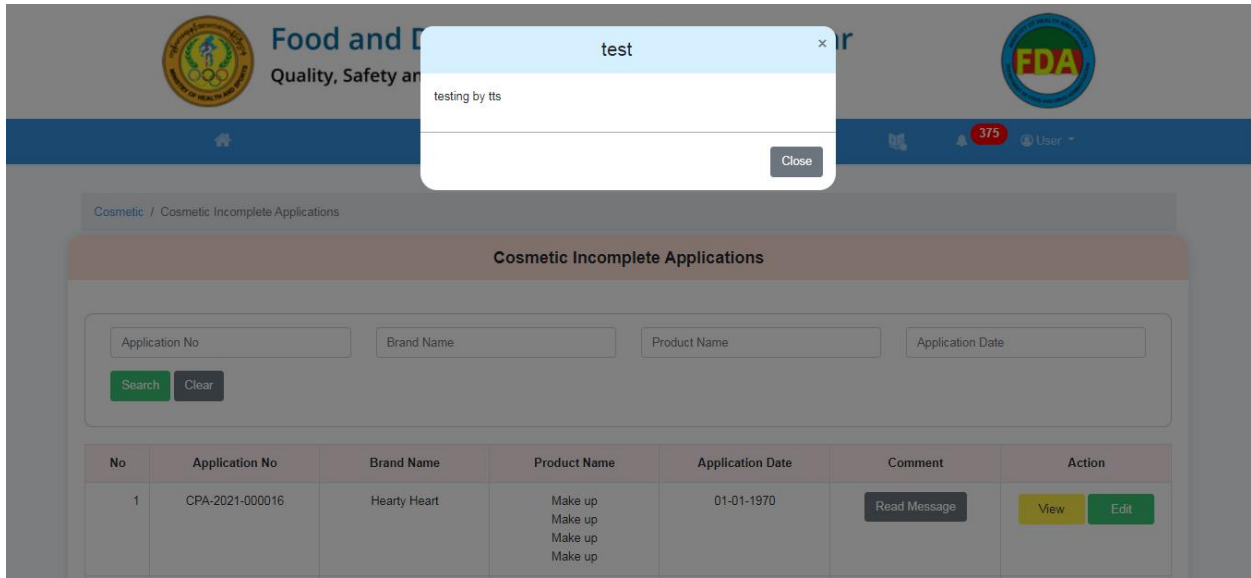 Food and D
r
Quality, Safety an
FDA
test ×
testing by tts
Close
375 User
Cosmetic / Cosmetic Incomplete Applications
Cosmetic Incomplete Applications
Application No Brand Name Product Name Application Date
Search Clear
No Application No Brand Name Product Name Application Date Comment Action
1 CPA-2021-000016 Hearty Heart Make up 01-01-1970 Read Message View Edit
Make up
Make up
Make up